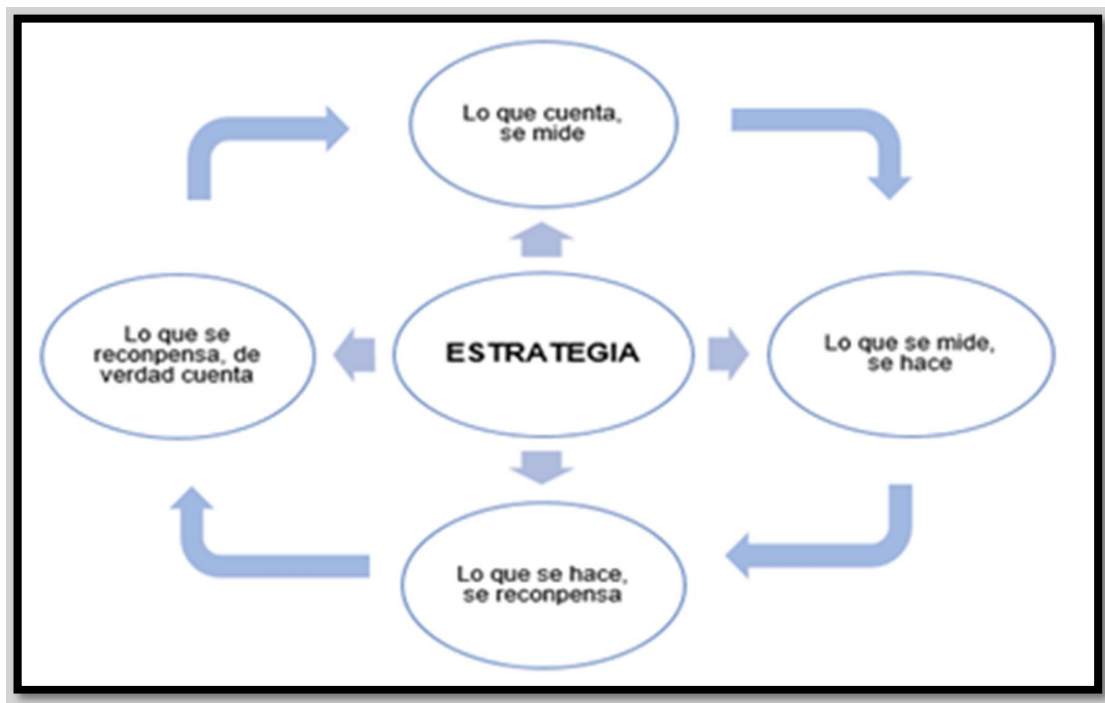 Lo que cuenta,
se mide
Lo que se
reconpensa, de
verdad cuenta
ESTRATEGIA
Lo que se mide,
se hace
Lo que se hace,
se reconpensa